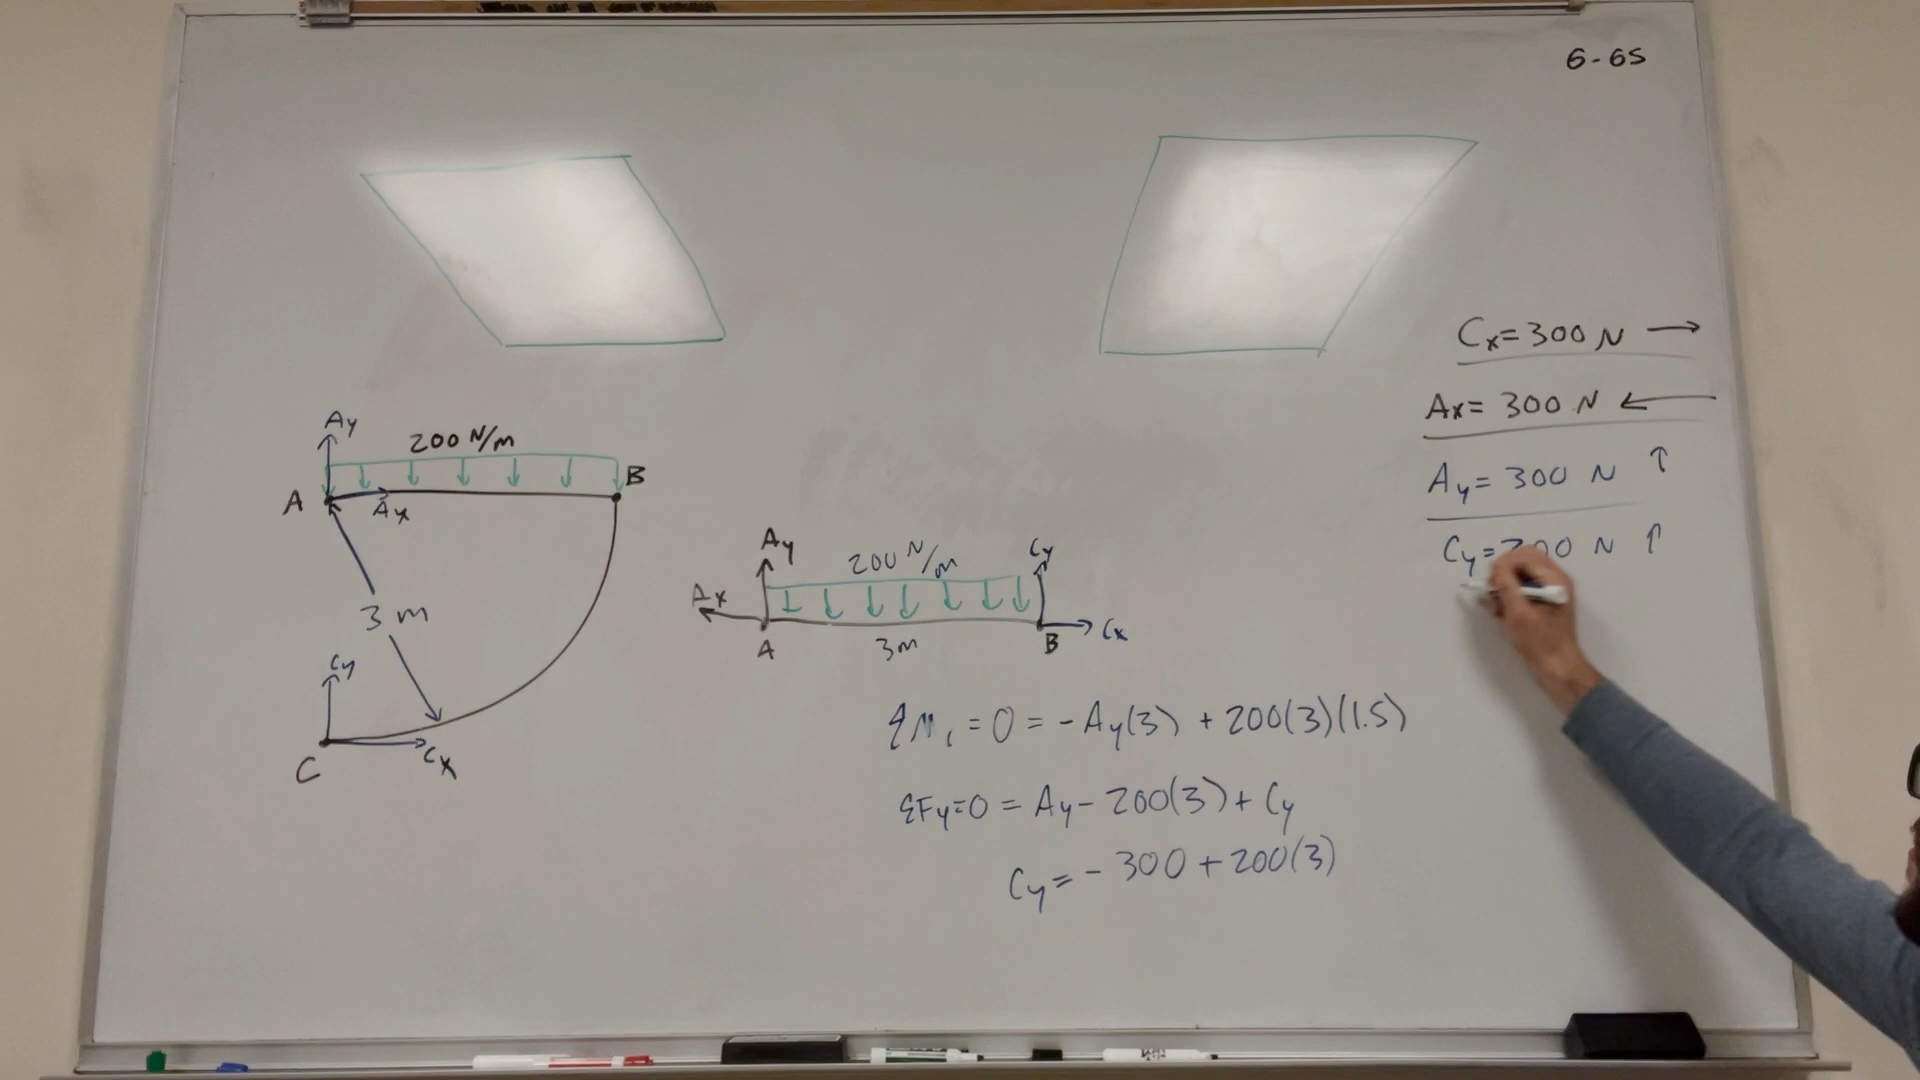 6-65
Cx=300 N →
Ax= 300 N ←
Ay= 300 N ↑
Cy=300 N ↑
Ay
200 N/m
A
B
Ax
3 m
Cy
C
Cx
Ay
200 N/m
Cy
Ax
Cx
A
3m
B
ΣMc = 0 = -Ay(3) + 200(3)(1.5)
ΣFy=0 = Ay- 200(3) + Cy
Cy= - 300 + 200(3)